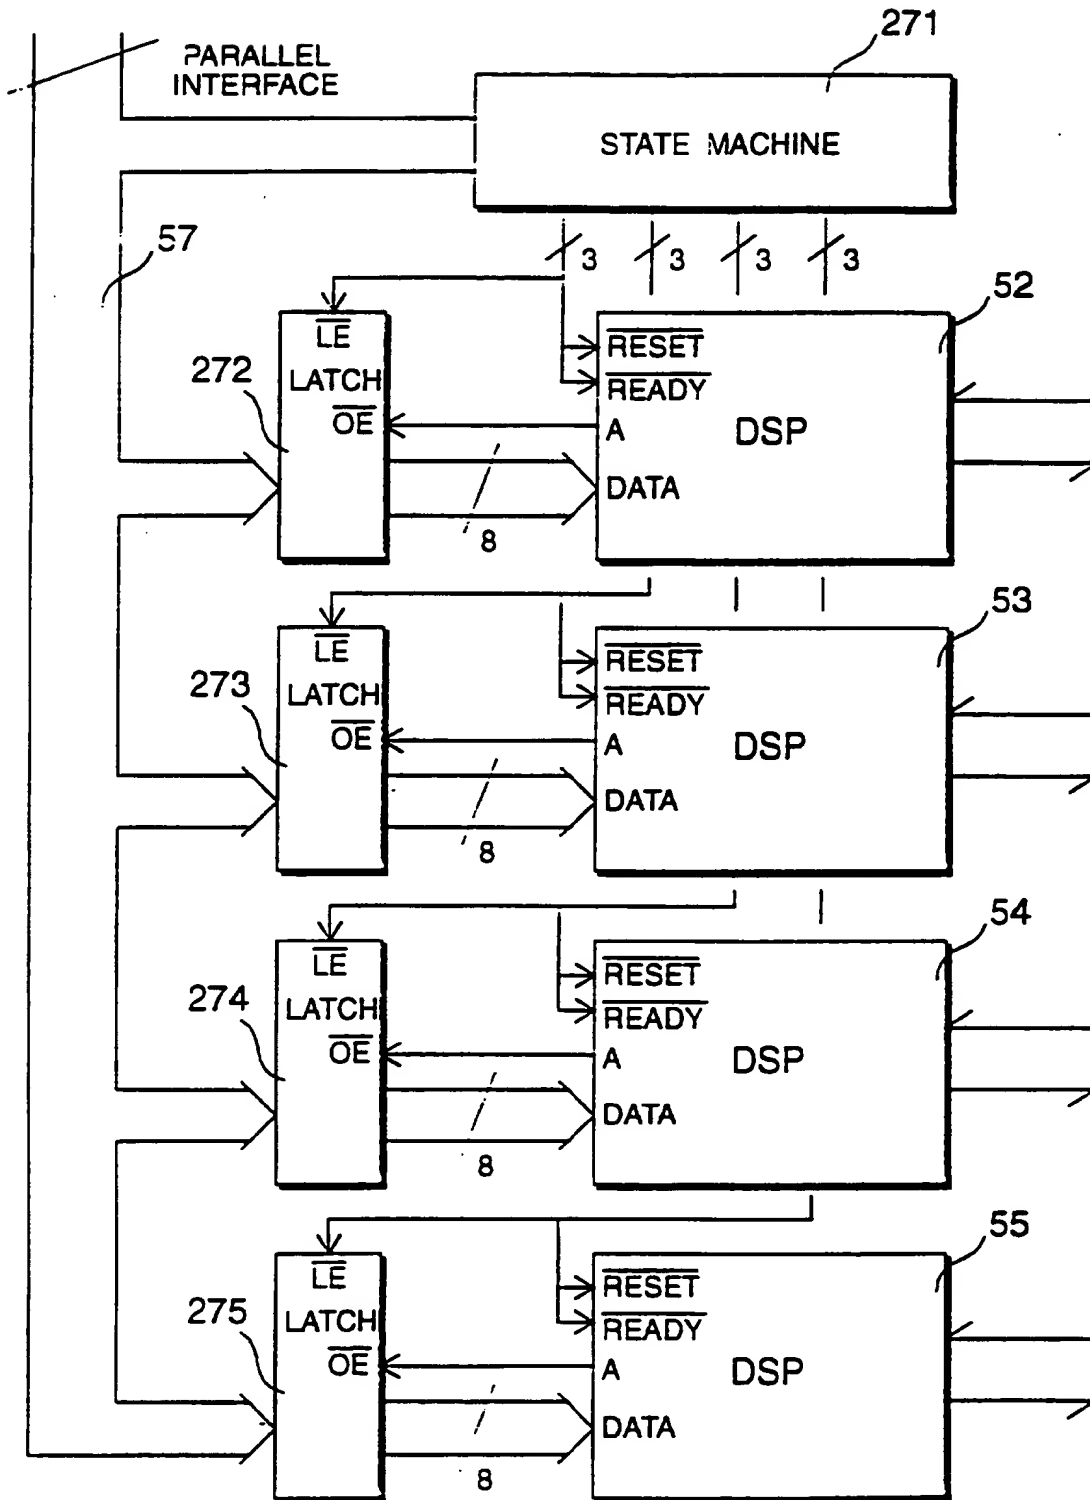 271
PARALLEL
INTERFACE
STATE MACHINE
57
3
3
3
3
52
LE
RESET
272
LATCH
READY
OE
A
DSP
DATA
8
53
LE
RESET
273
LATCH
READY
OE
A
DSP
DATA
8
54
LE
RESET
274
LATCH
READY
OE
A
DSP
DATA
8
55
LE
RESET
275
LATCH
READY
OE
A
DSP
DATA
8